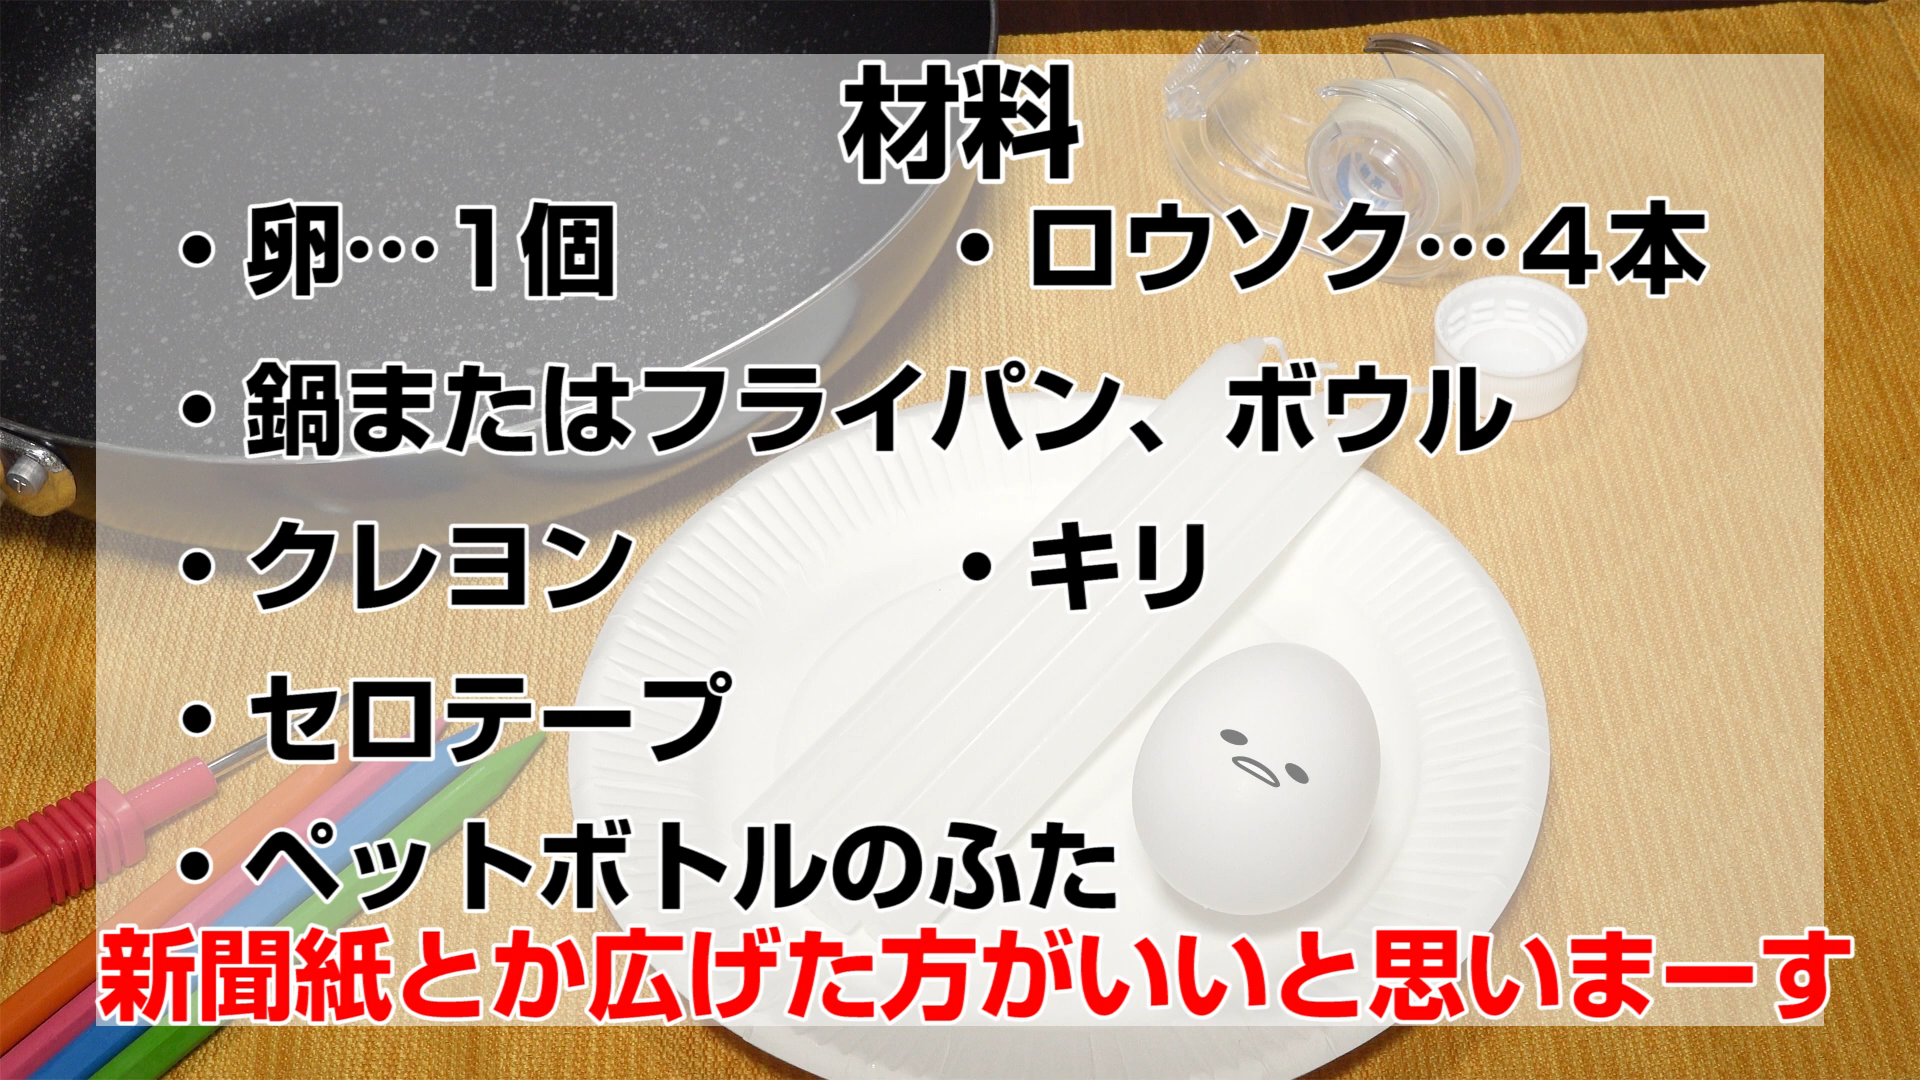 材料
・卵…1個 ・ロウソク…4本
・鍋またはフライパン、ボウル
・クレヨン ・キリ
・セロテープ
・ペットボトルのふた
新聞紙とか広げた方がいいと思いまーす